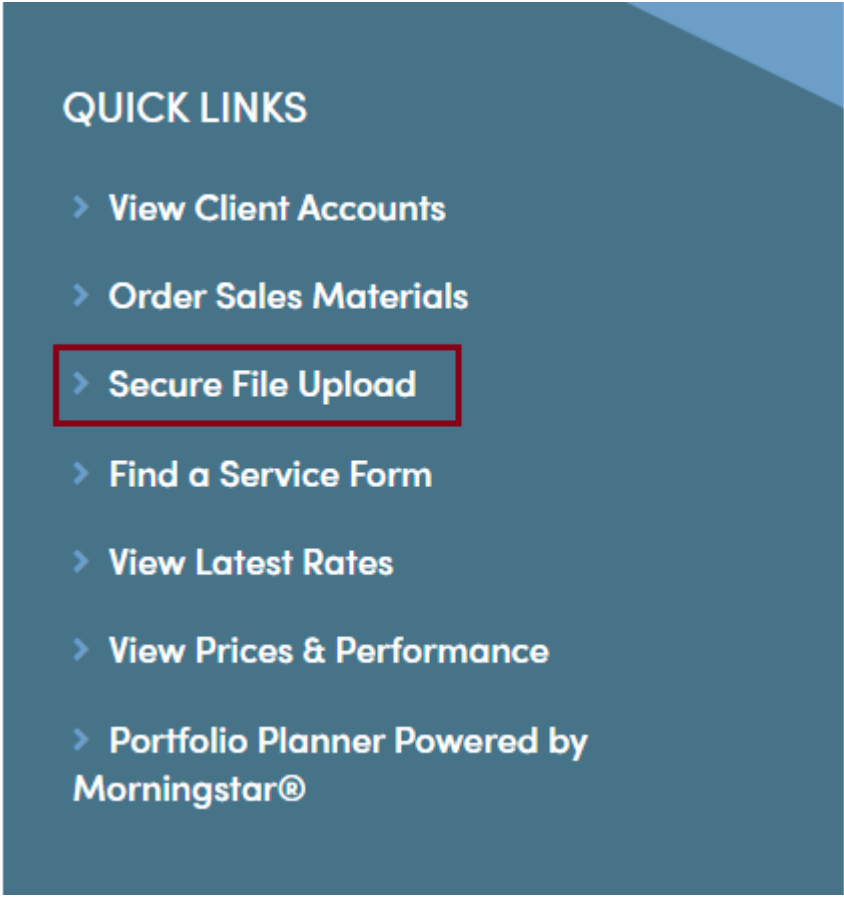 QUICK LINKS
View Client Accounts
Order Sales Materials
Secure File Upload
Find a Service Form
View Latest Rates
View Prices & Performance
Portfolio Planner Powered by
Morningstar®